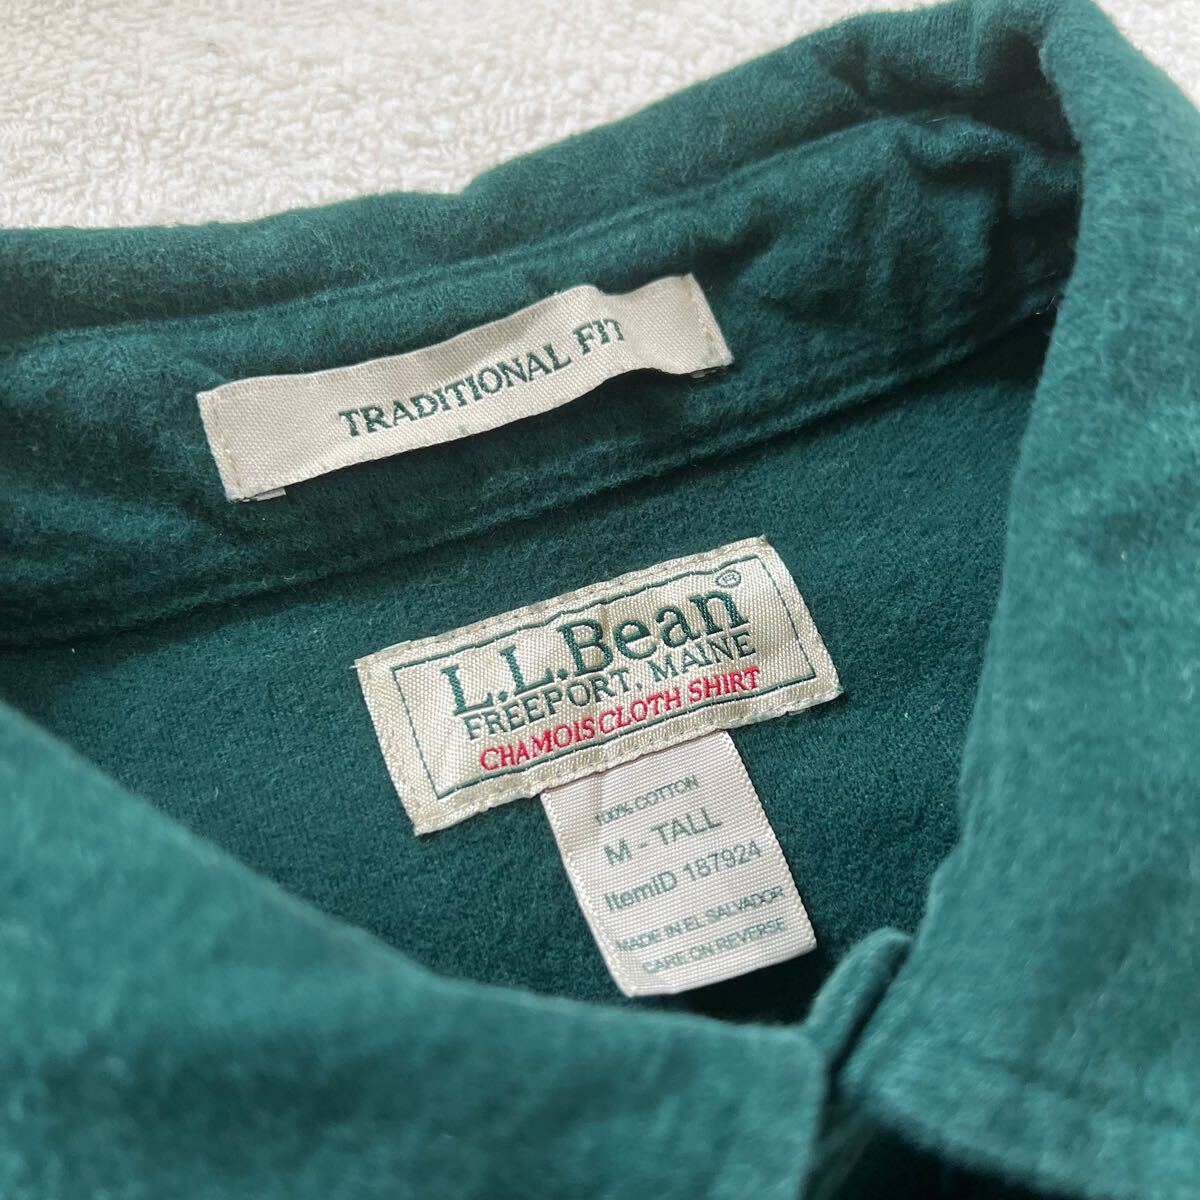 TRADITIONAL FIT
L.L.Bean®
FREEPORT, MAINE
CHAMOIS CLOTH SHIRT
100% COTTON
M - TALL
ItemID 187924
MADE IN EL SALVADOR
CARE ON REVERSE